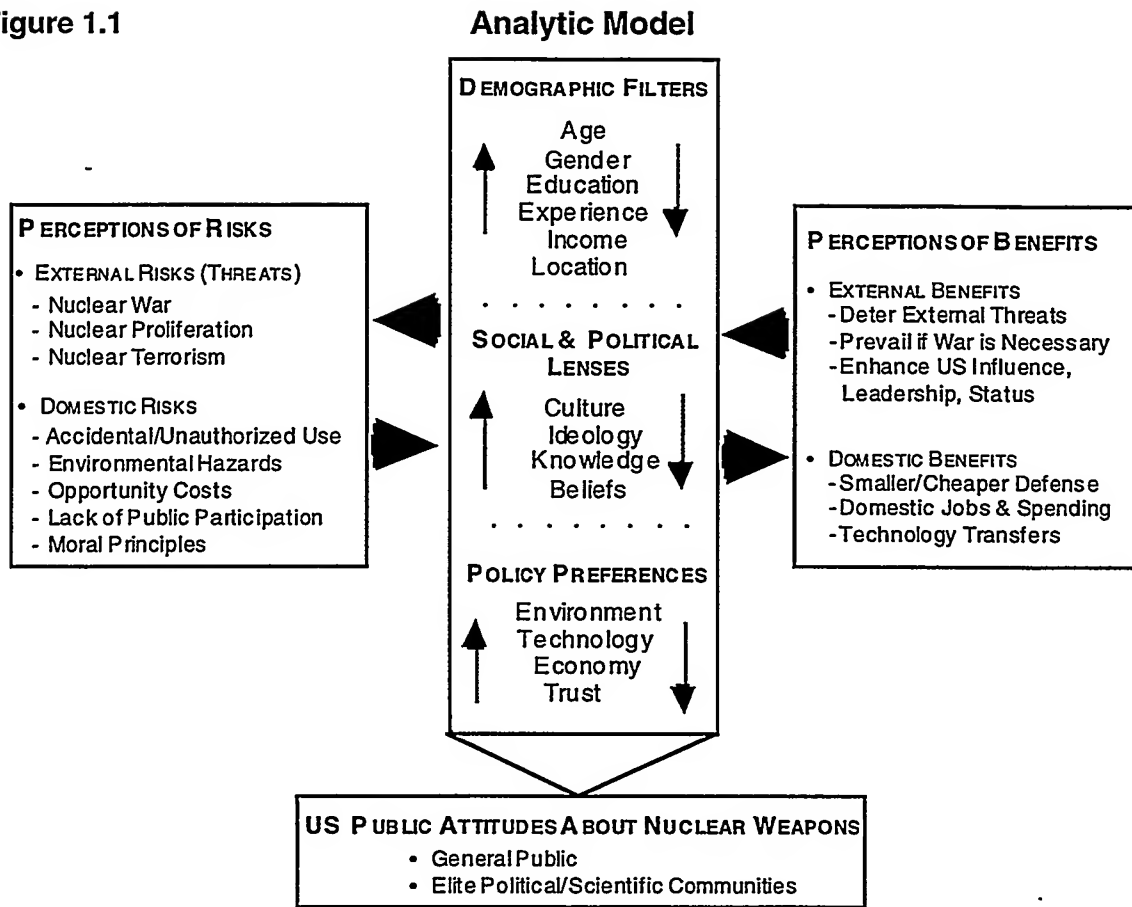 igure 1.1
Analytic Model
DEMOGRAPHIC FILTERS
Age
Gender
Education
Experience
Income
Location
SOCIAL & POLITICAL
LENSES
Culture
Ideology
Knowledge
Beliefs
POLICY PREFERENCES
Environment
Technology
Economy
Trust
PERCEPTIONS OF RISKS
• EXTERNAL RISKS (THREATS)
- Nuclear War
- Nuclear Proliferation
- Nuclear Terrorism
• DOMESTIC RISKS
- Accidental/Unauthorized Use
- Environmental Hazards
- Opportunity Costs
- Lack of Public Participation
- Moral Principles
PERCEPTIONS OF BENEFITS
• EXTERNAL BENEFITS
-Deter External Threats
-Prevail if War is Necessary
-Enhance US Influence,
Leadership, Status
• DOMESTIC BENEFITS
-Smaller/Cheaper Defense
-Domestic Jobs & Spending
-Technology Transfers
US PUBLIC ATTITUDES ABOUT NUCLEAR WEAPONS
• General Public
• Elite Political/Scientific Communities